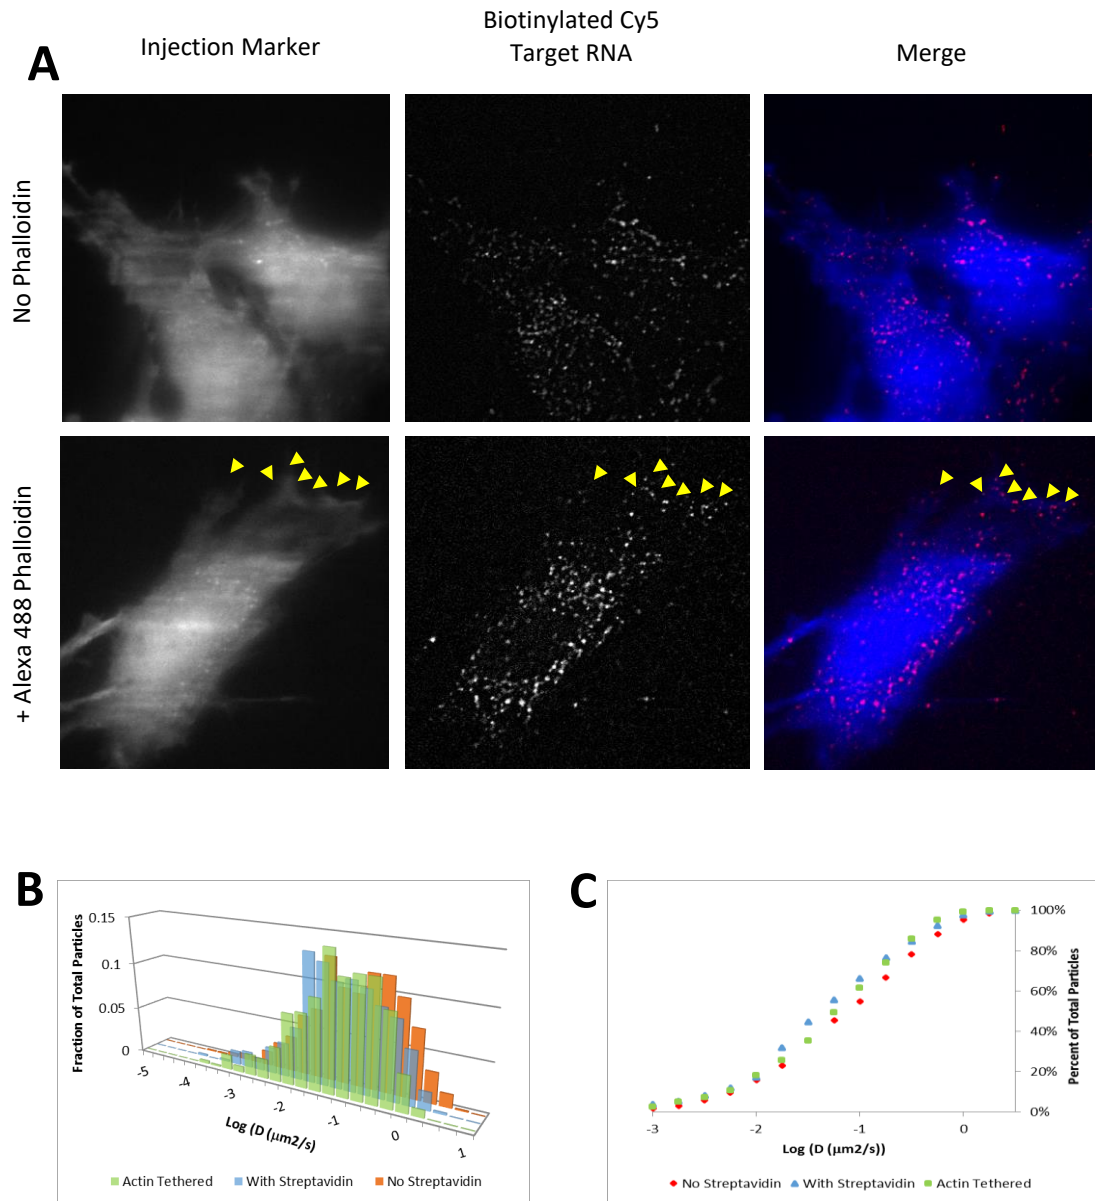 A
Injection Marker
Biotinylated Cy5
Target RNA
Merge
No Phalloidin
+ Alexa 488 Phalloidin
B
Fraction of Total Particles
0.15
0.1
0.05
0
-5
-4
-3
-2
-1
0
1
Log (D (µm2/s)
Actin Tethered
With Streptavidin
No Streptavidin
C
100%
80%
60%
40%
20%
0%
Percent of Total Particles
-3
-2
-1
0
Log (D (µm2/s))
No Streptavidin
With Streptavidin
Actin Tethered